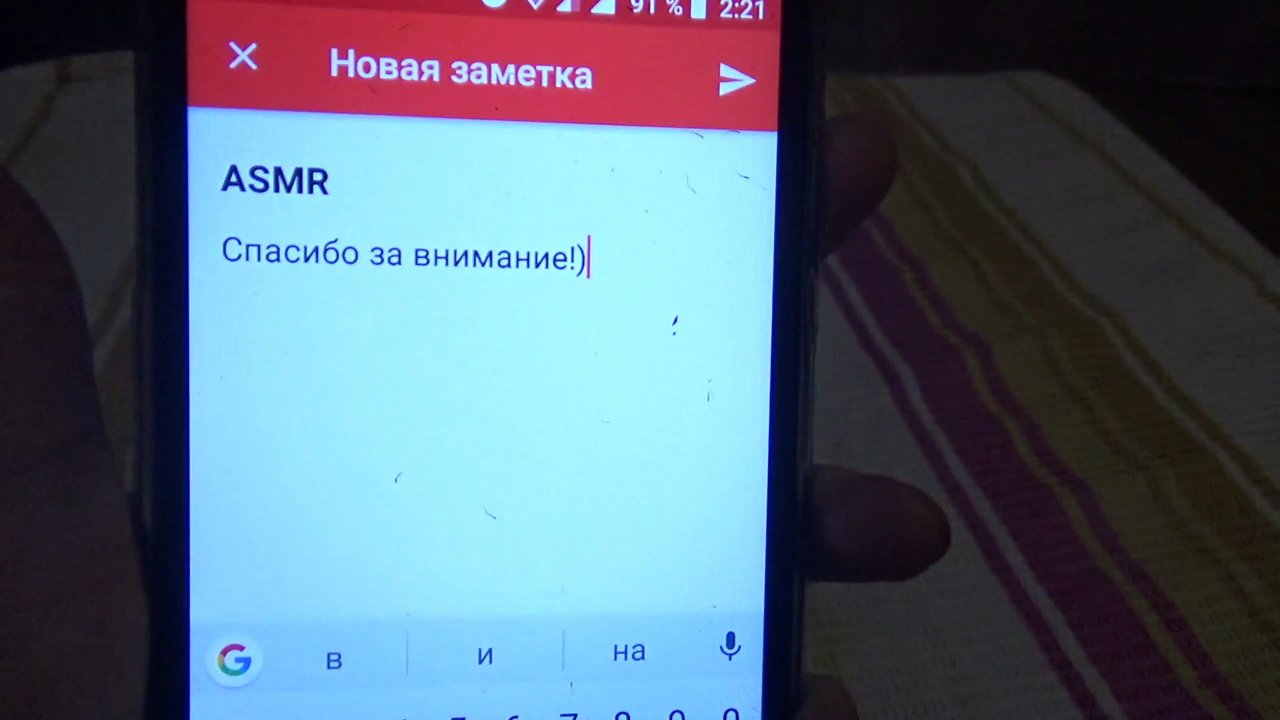 91 % 2:21
Новая заметка
ASMR
Спасибо за внимание!)
в и на